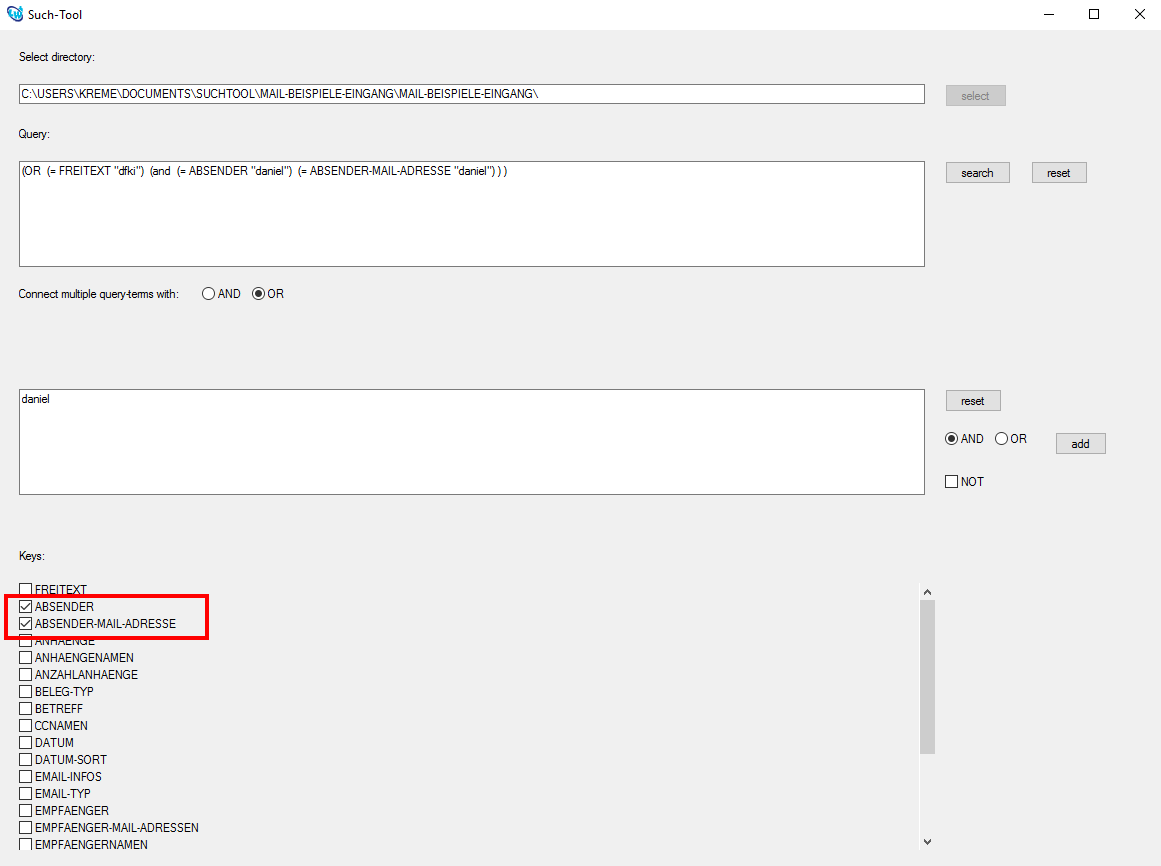 Such-Tool
Select directory:
C:\USERS\KREME\DOCUMENTS\SUCHTOOL\MAIL-BEISPIELE-EINGANG\MAIL-BEISPIELE-EINGANG\
select
Query:
(OR (= FREITEXT "dfki") (and (= ABSENDER "daniel") (= ABSENDER-MAIL-ADRESSE "daniel") ) )
search
reset
Connect multiple query-terms with:
AND
OR
daniel
reset
AND
OR
add
NOT
Keys:
FREITEXT
ABSENDER
ABSENDER-MAIL-ADRESSE
ANHAENGE
ANHAENGENAMEN
ANZAHLANHAENGE
BELEG-TYP
BETREFF
CCNAMEN
DATUM
DATUM-SORT
EMAIL-INFOS
EMAIL-TYP
EMPFAENGER
EMPFAENGER-MAIL-ADRESSEN
EMPFAENGERNAMEN